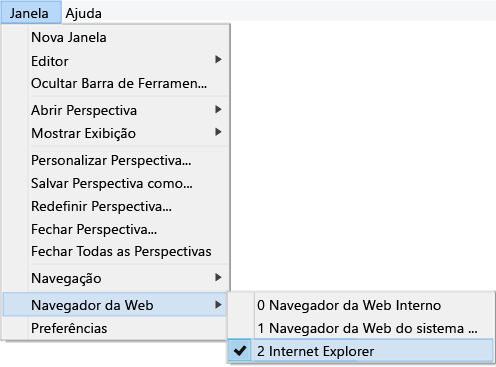 Janela Ajuda
Nova Janela
Editor
Ocultar Barra de Ferramen...
Abrir Perspectiva
Mostrar Exibição
Personalizar Perspectiva...
Salvar Perspectiva como...
Redefinir Perspectiva...
Fechar Perspectiva...
Fechar Todas as Perspectivas
Navegação
Navegador da Web
Preferências
0 Navegador da Web Interno
1 Navegador da Web do sistema ...
2 Internet Explorer